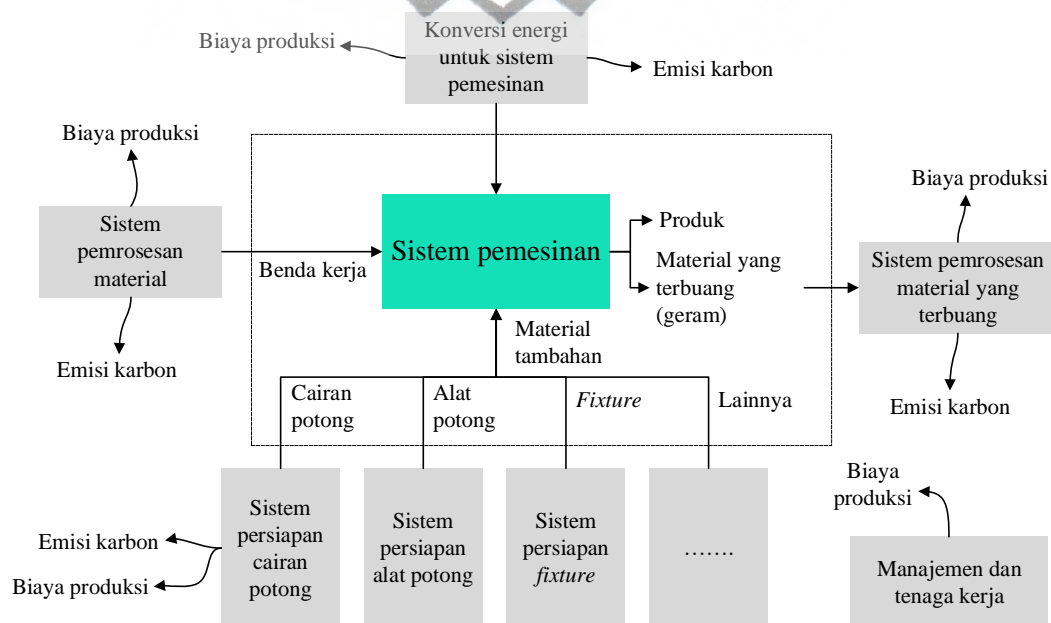 Konversi energi
untuk sistem
pemesinan
Biaya produksi
Emisi karbon
Biaya produksi
Sistem
pemrosesan
material
Emisi karbon
Benda kerja
Sistem pemesinan
Produk
Material yang
terbuang
(geram)
Biaya produksi
Sistem pemrosesan
material yang
terbuang
Emisi karbon
Material
tambahan
Cairan
potong
Alat
potong
Fixture
Lainnya
Sistem
persiapan
cairan
potong
Sistem
persiapan
alat potong
Sistem
persiapan
fixture
…….
Emisi karbon
Biaya produksi
Biaya
produksi
Manajemen dan
tenaga kerja